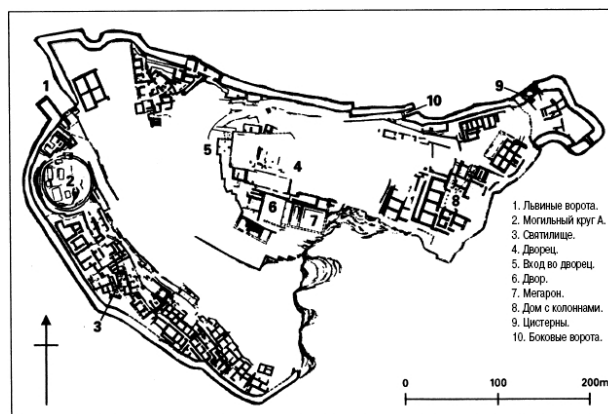 1
2
3
4
5
6
7
8
9
10
1. Львиные ворота.
2. Могильный круг А.
3. Святилище.
4. Дворец.
5. Вход во дворец.
6. Двор.
7. Мегарон.
8. Дом с колоннами.
9. Цистерны.
10. Боковые ворота.
0 100 200m